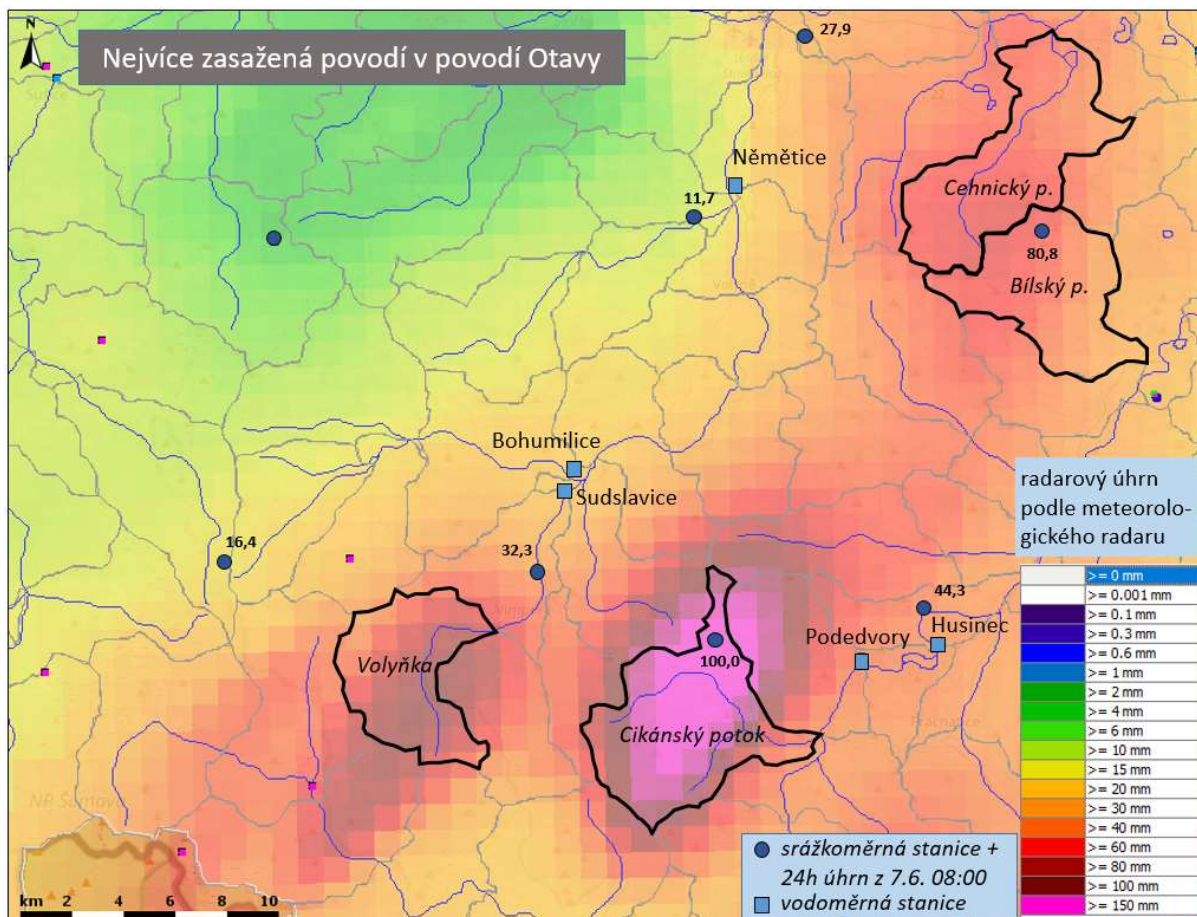 N
Nejvíce zasažená povodí v povodí Otavy
27,9
Sušice
Němětice
11,7
Cehnický p.
80,8
Bílský p.
Bohumilice
Sudslavice
radarový úhrn
podle meteorolo-
gického radaru
16,4
32,3
44,3
Husinec
Podedvory
Volyňka
100,0
Cikánský potok
Prachatice
NP Šumava
>= 0 mm
>= 0.001 mm
>= 0.1 mm
>= 0.3 mm
>= 0.6 mm
>= 1 mm
>= 2 mm
>= 4 mm
>= 6 mm
>= 10 mm
>= 15 mm
>= 20 mm
>= 30 mm
>= 40 mm
>= 60 mm
>= 80 mm
>= 100 mm
>= 150 mm
srážkoměrná stanice +
24h úhrn z 7.6. 08:00
vodoměrná stanice
km 2 4 6 8 10